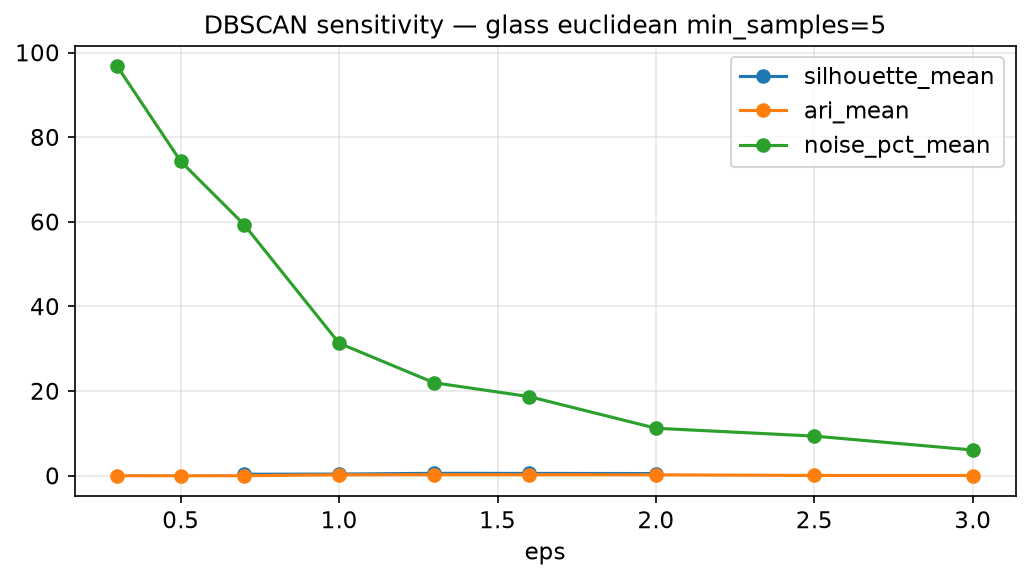 DBSCAN sensitivity — glass euclidean min_samples=5
100
80
60
40
20
0
silhouette_mean
ari_mean
noise_pct_mean
0.5 1.0 1.5 2.0 2.5 3.0
eps